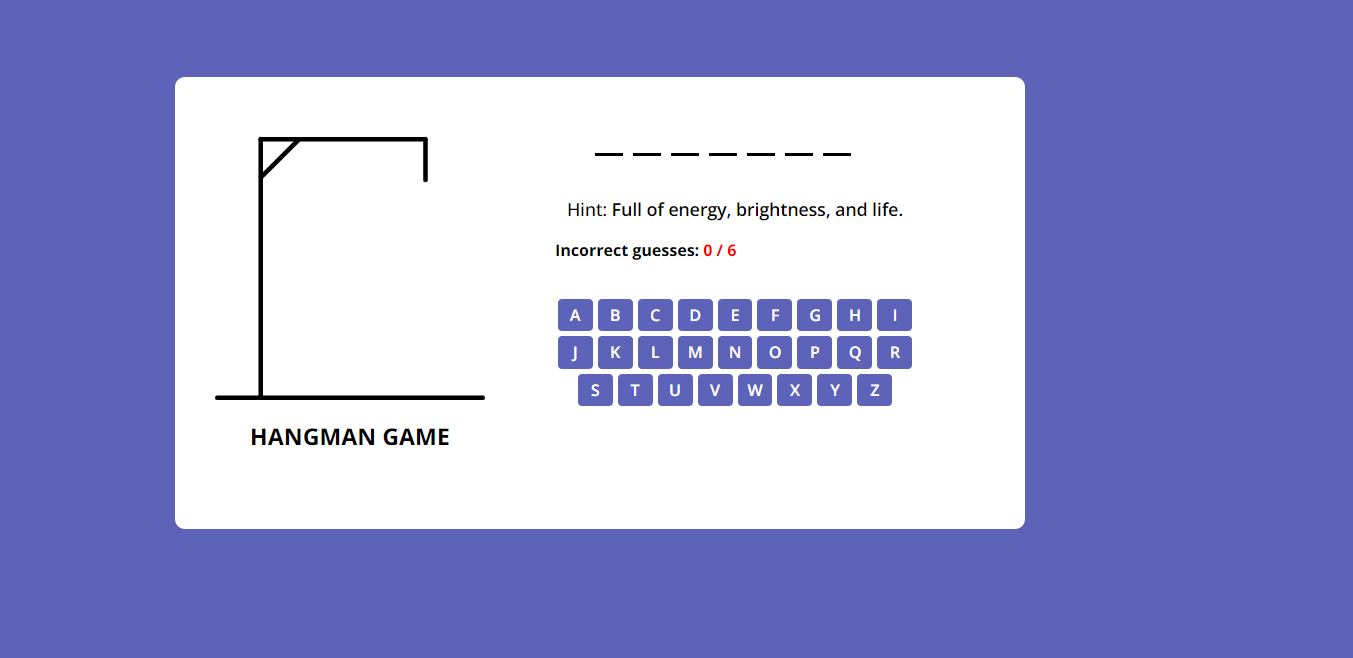 Hint: Full of energy, brightness, and life.
Incorrect guesses: 0 / 6
A B C D E F G H I
J K L M N O P Q R
S T U V W X Y Z
HANGMAN GAME